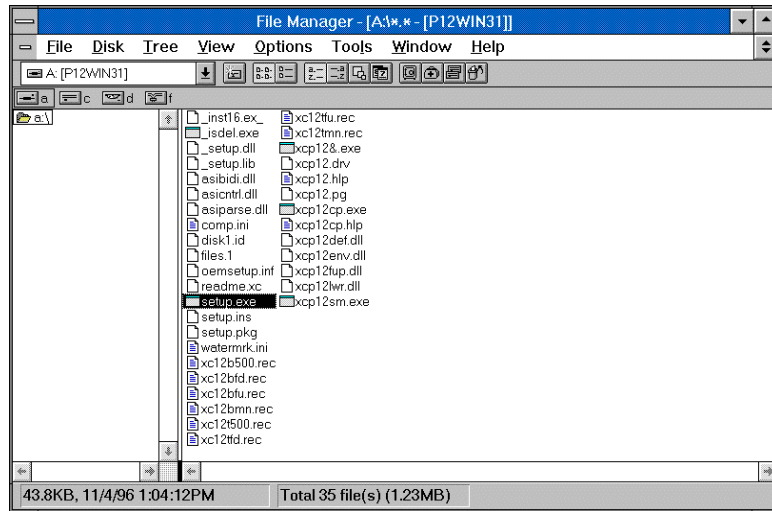 File Manager - [A:\*.* - [P12WIN31]]
File Disk Tree View Options Tools Window Help
A: [P12WIN31]
a c d f
a:\
_inst16.ex_
_isdel.exe
_setup.dll
_setup.lib
asibidi.dll
asicntrl.dll
asiparse.dll
comp.ini
disk1.id
files.1
oemsetup.inf
readme.xc
setup.exe
setup.ins
setup.pkg
watermrk.ini
xc12b500.rec
xc12bfd.rec
xc12bfu.rec
xc12bmn.rec
xc12t500.rec
xc12tfd.rec
xc12tfu.rec
xc12tmn.rec
xcp12&.exe
xcp12.drv
xcp12.hlp
xcp12.pg
xcp12cp.exe
xcp12cp.hlp
xcp12def.dll
xcp12env.dll
xcp12fup.dll
xcp12lwr.dll
xcp12sm.exe
43.8KB, 11/4/96 1:04:12PM
Total 35 file(s) (1.23MB)